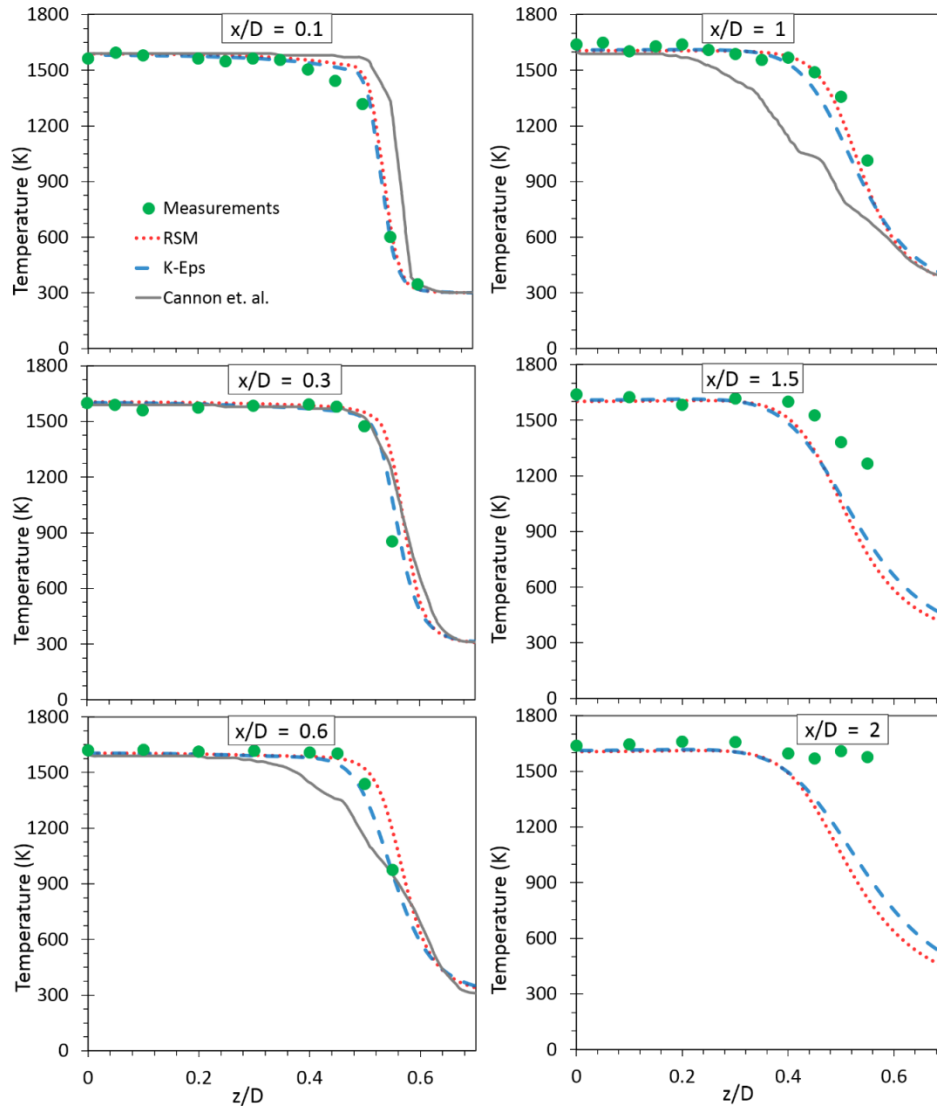 x/D = 0.1
1800
1500
1200
900
600
300
0
Temperature (K)
Measurements
RSM
K-Eps
Cannon et. al.
x/D = 1
1800
1500
1200
900
600
300
0
Temperature (K)
x/D = 0.3
1800
1500
1200
900
600
300
0
Temperature (K)
x/D = 1.5
1800
1500
1200
900
600
300
0
Temperature (K)
x/D = 0.6
1800
1500
1200
900
600
300
0
Temperature (K)
0 0.2 0.4 0.6
z/D
x/D = 2
1800
1500
1200
900
600
300
0
Temperature (K)
0 0.2 0.4 0.6
z/D